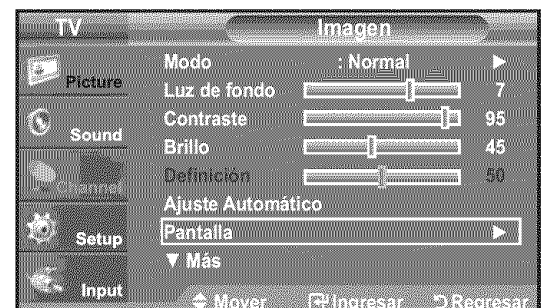 TV
Imagen
Picture
Sound
Channel
Setup
Input
Modo : Normal ▶
Luz de fondo 7
Contraste 95
Brillo 45
Definición 50
Ajuste Automático
Pantalla ▶
▼ Más
Mover Ingresar Regresar